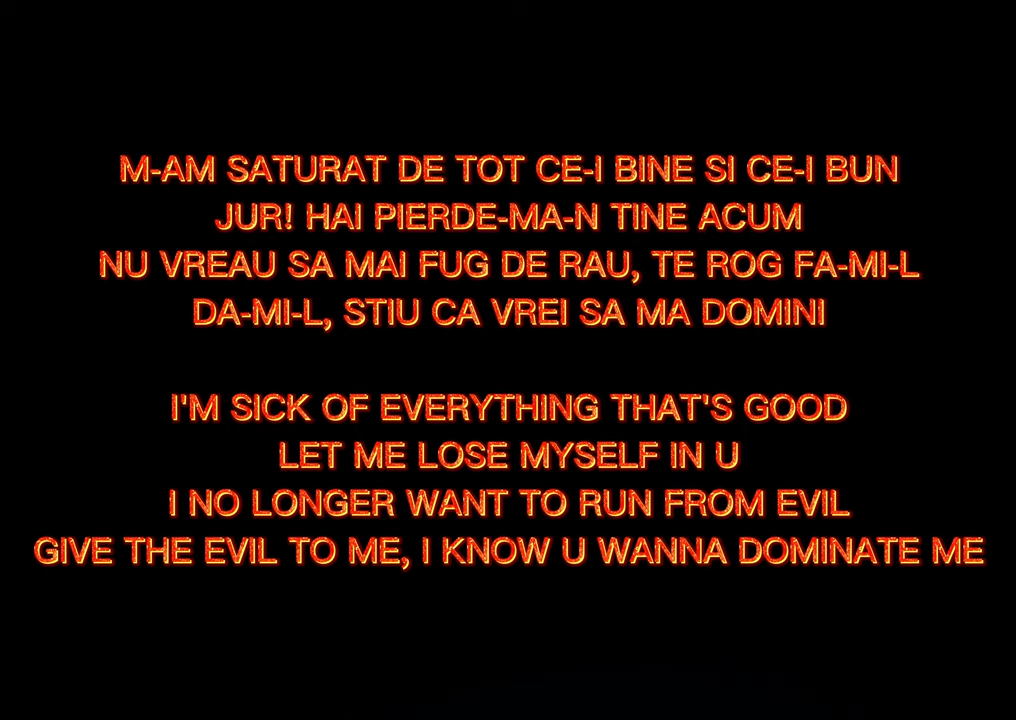 M-AM SATURAT DE TOT CE-I BINE SI CE-I BUN
JUR! HAI PIERDE-MA-N TINE ACUM
NU VREAU SA MAI FUG DE RAU, TE ROG FA-MI-L
DA-MI-L, STIU CA VREI SA MA DOMINI
I'M SICK OF EVERYTHING THAT'S GOOD
LET ME LOSE MYSELF IN U
I NO LONGER WANT TO RUN FROM EVIL
GIVE THE EVIL TO ME, I KNOW U WANNA DOMINATE ME